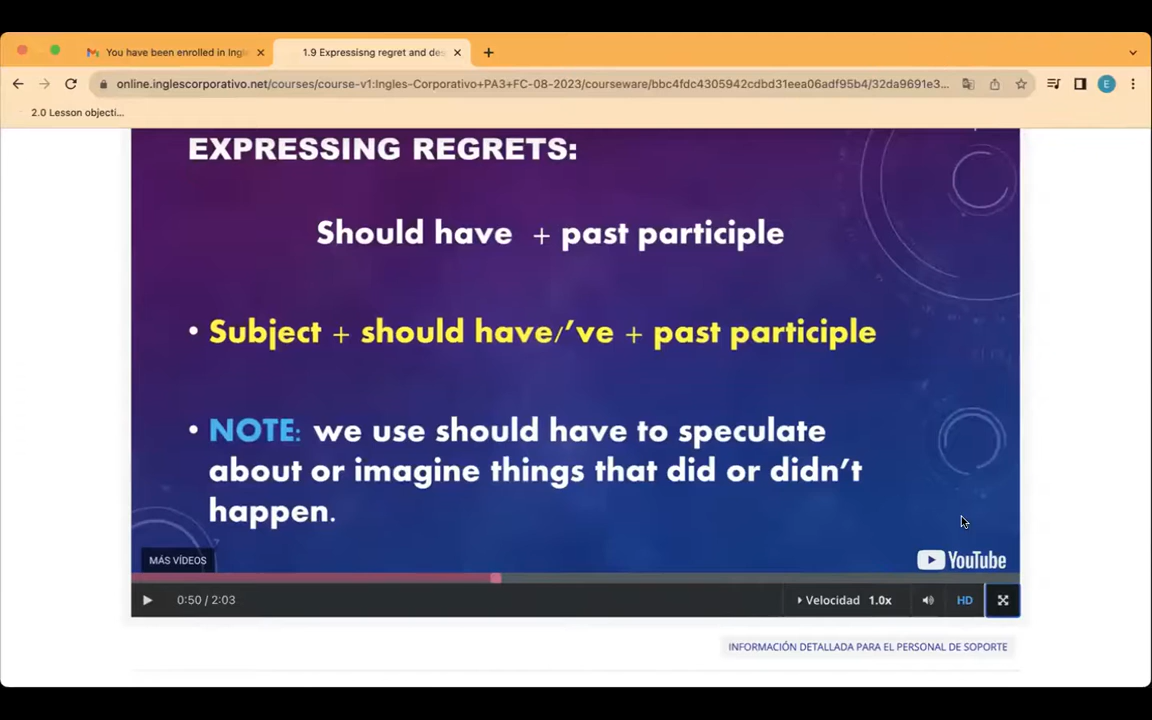 You have been enrolled in Ingl
1.9 Expressisng regret and des
online.inglescorporativo.net/courses/course-v1:Ingles-Corporativo+PA3+FC-08-2023/courseware/bbc4fdc4305942cdbd31eea06adf95b4/32da9691e3...
E
2.0 Lesson objecti...
EXPRESSING REGRETS:
Should have + past participle
• Subject + should have/’ve + past participle
• NOTE: we use should have to speculate
about or imagine things that did or didn’t
happen.
MÁS VÍDEOS
YouTube
0:50 / 2:03
Velocidad 1.0x
HD
INFORMACIÓN DETALLADA PARA EL PERSONAL DE SOPORTE